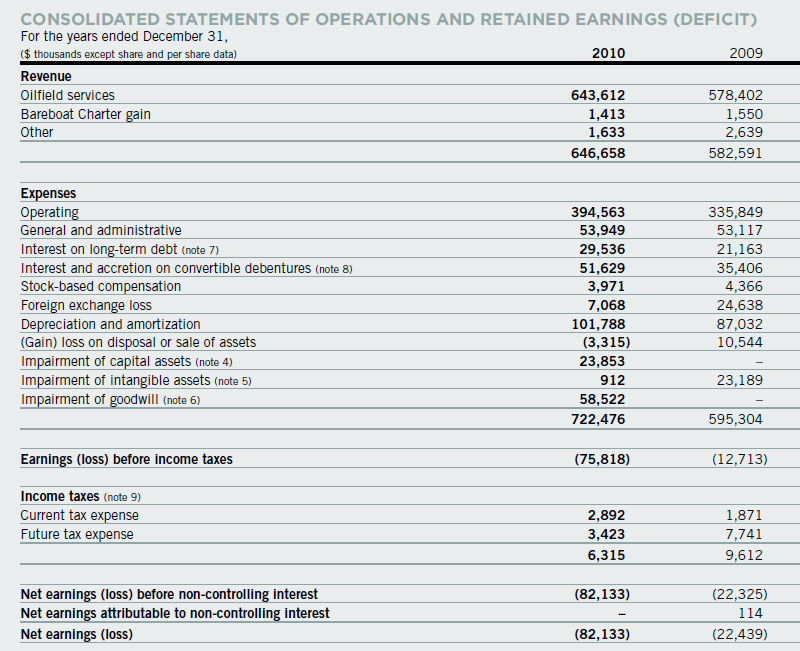 CONSOLIDATED STATEMENTS OF OPERATIONS AND RETAINED EARNINGS (DEFICIT)
For the years ended December 31,
($ thousands except share and per share data) 2010 2009
Revenue
Oilfield services 643,612 578,402
Bareboat Charter gain 1,413 1,550
Other 1,633 2,639
646,658 582,591
Expenses
Operating 394,563 335,849
General and administrative 53,949 53,117
Interest on long-term debt (note 7) 29,536 21,163
Interest and accretion on convertible debentures (note 8) 51,629 35,406
Stock-based compensation 3,971 4,366
Foreign exchange loss 7,068 24,638
Depreciation and amortization 101,788 87,032
(Gain) loss on disposal or sale of assets (3,315) 10,544
Impairment of capital assets (note 4) 23,853 –
Impairment of intangible assets (note 5) 912 23,189
Impairment of goodwill (note 6) 58,522 –
722,476 595,304
Earnings (loss) before income taxes (75,818) (12,713)
Income taxes (note 9)
Current tax expense 2,892 1,871
Future tax expense 3,423 7,741
6,315 9,612
Net earnings (loss) before non-controlling interest (82,133) (22,325)
Net earnings attributable to non-controlling interest – 114
Net earnings (loss) (82,133) (22,439)